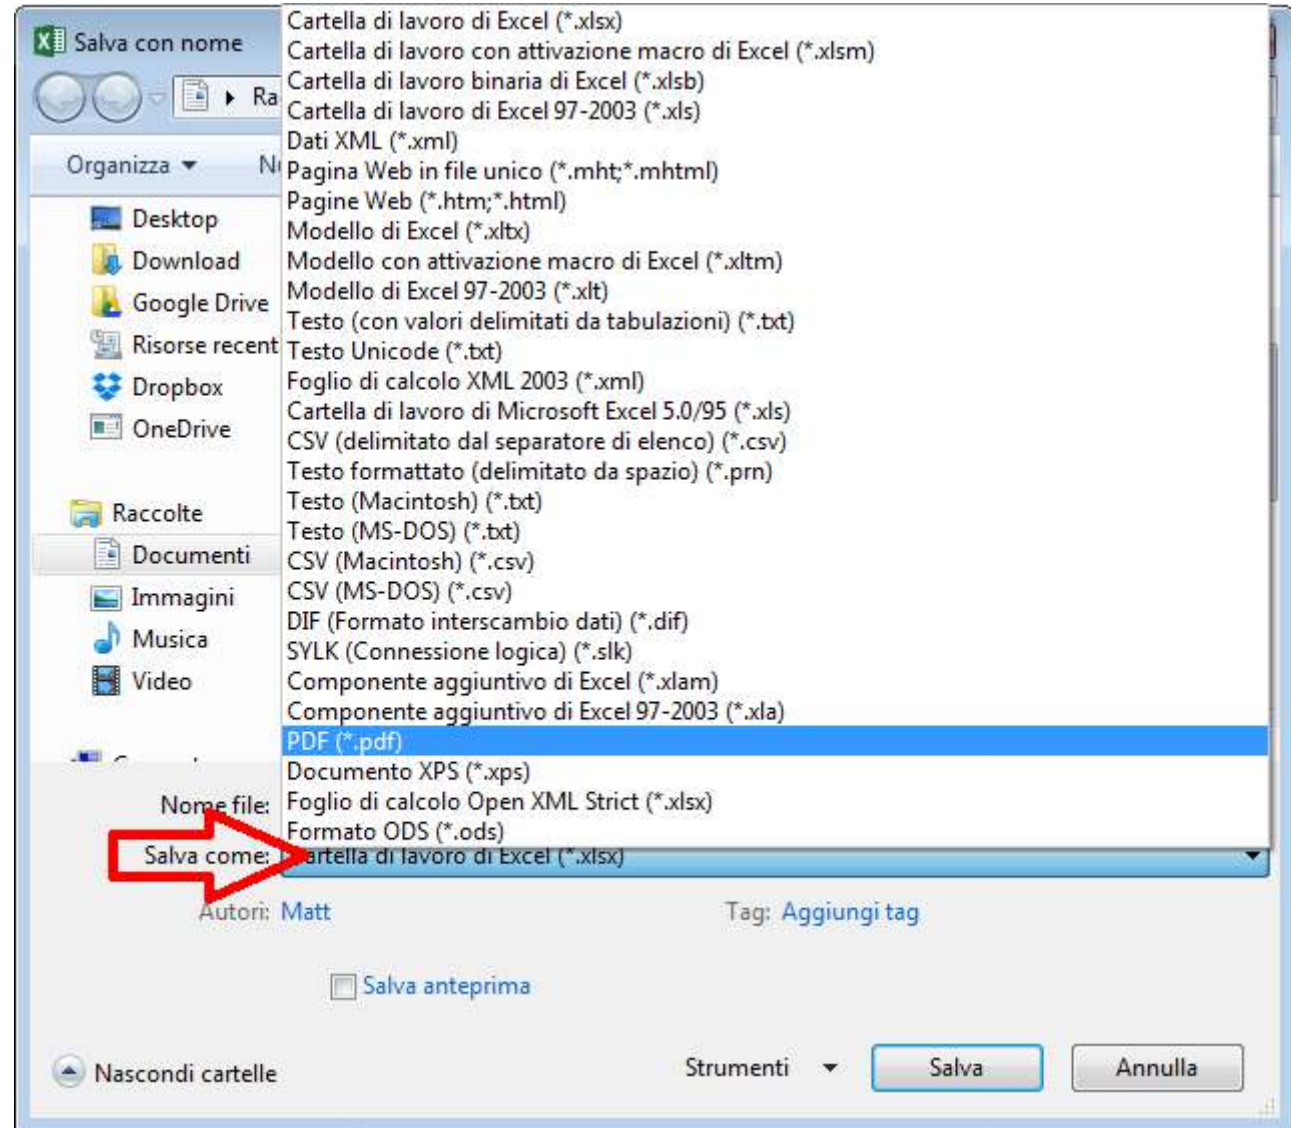 Salva con nome
Ra
Organizza
Desktop
Download
Google Drive
Risorse recent
Dropbox
OneDrive
Raccolte
Documenti
Immagini
Musica
Video
Cartella di lavoro di Excel (*.xlsx)
Cartella di lavoro con attivazione macro di Excel (*.xlsm)
Cartella di lavoro binaria di Excel (*.xlsb)
Cartella di lavoro di Excel 97-2003 (*.xls)
Dati XML (*.xml)
Pagina Web in file unico (*.mht;*.mhtml)
Pagine Web (*.htm;*.html)
Modello di Excel (*.xltx)
Modello con attivazione macro di Excel (*.xltm)
Modello di Excel 97-2003 (*.xlt)
Testo (con valori delimitati da tabulazioni) (*.txt)
Testo Unicode (*.txt)
Foglio di calcolo XML 2003 (*.xml)
Cartella di lavoro di Microsoft Excel 5.0/95 (*.xls)
CSV (delimitato dal separatore di elenco) (*.csv)
Testo formattato (delimitato da spazio) (*.prn)
Testo (Macintosh) (*.txt)
Testo (MS-DOS) (*.txt)
CSV (Macintosh) (*.csv)
CSV (MS-DOS) (*.csv)
DIF (Formato interscambio dati) (*.dif)
SYLK (Connessione logica) (*.slk)
Componente aggiuntivo di Excel (*.xlam)
Componente aggiuntivo di Excel 97-2003 (*.xla)
PDF (*.pdf)
Documento XPS (*.xps)
Foglio di calcolo Open XML Strict (*.xlsx)
Formato ODS (*.ods)
Nome file:
Salva come: Cartella di lavoro di Excel (*.xlsx)
Autori: Matt
Tag: Aggiungi tag
Salva anteprima
Nascondi cartelle
Strumenti
Salva
Annulla